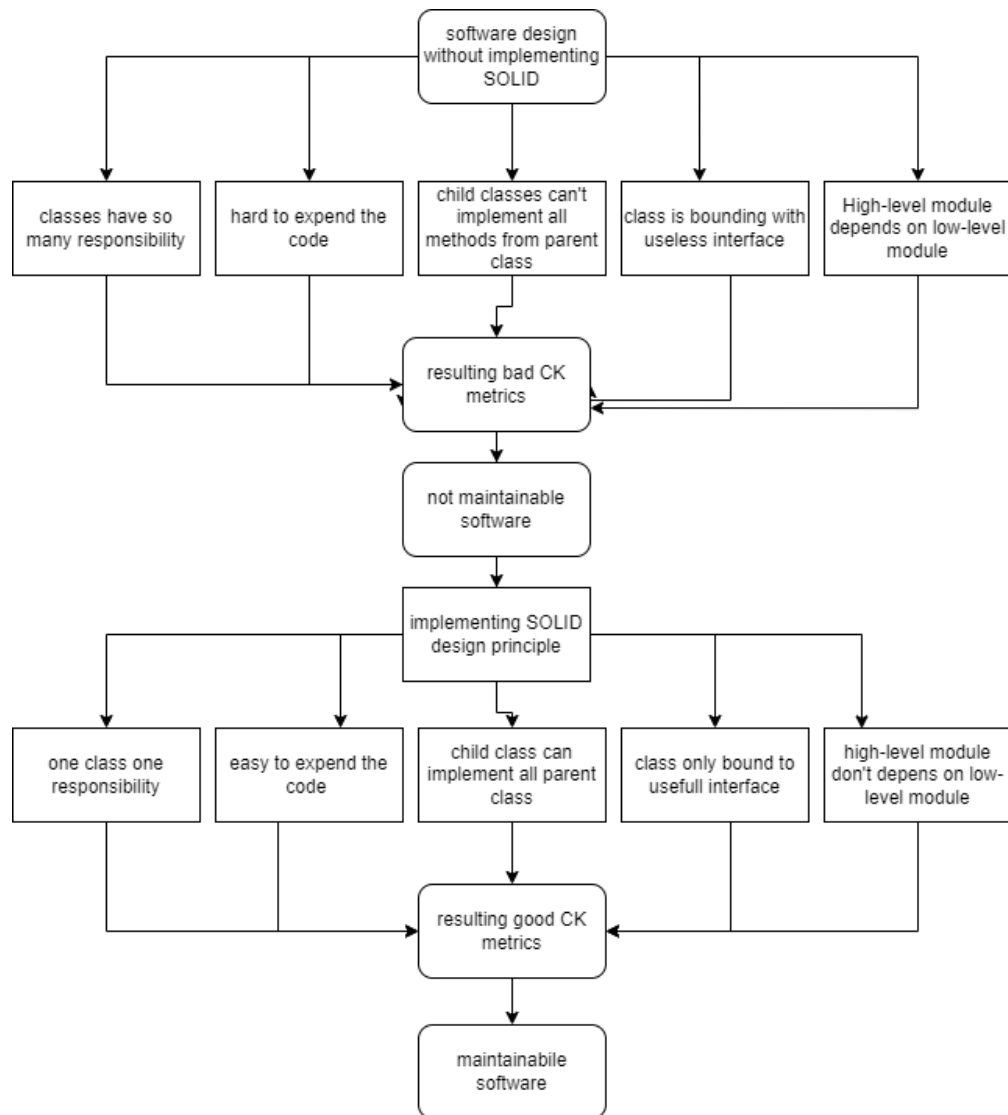 software design
without implementing
SOLID
classes have so
many responsibility
hard to expend the
code
child classes can't
implement all
methods from parent
class
class is bounding with
useless interface
High-level module
depends on low-level
module
resulting bad CK
metrics
not maintainable
software
implementing SOLID
design principle
one class one
responsibility
easy to expend the
code
child class can
implement all parent
class
class only bound to
usefull interface
high-level module
don't depens on low-
level module
resulting good CK
metrics
maintainabile
software